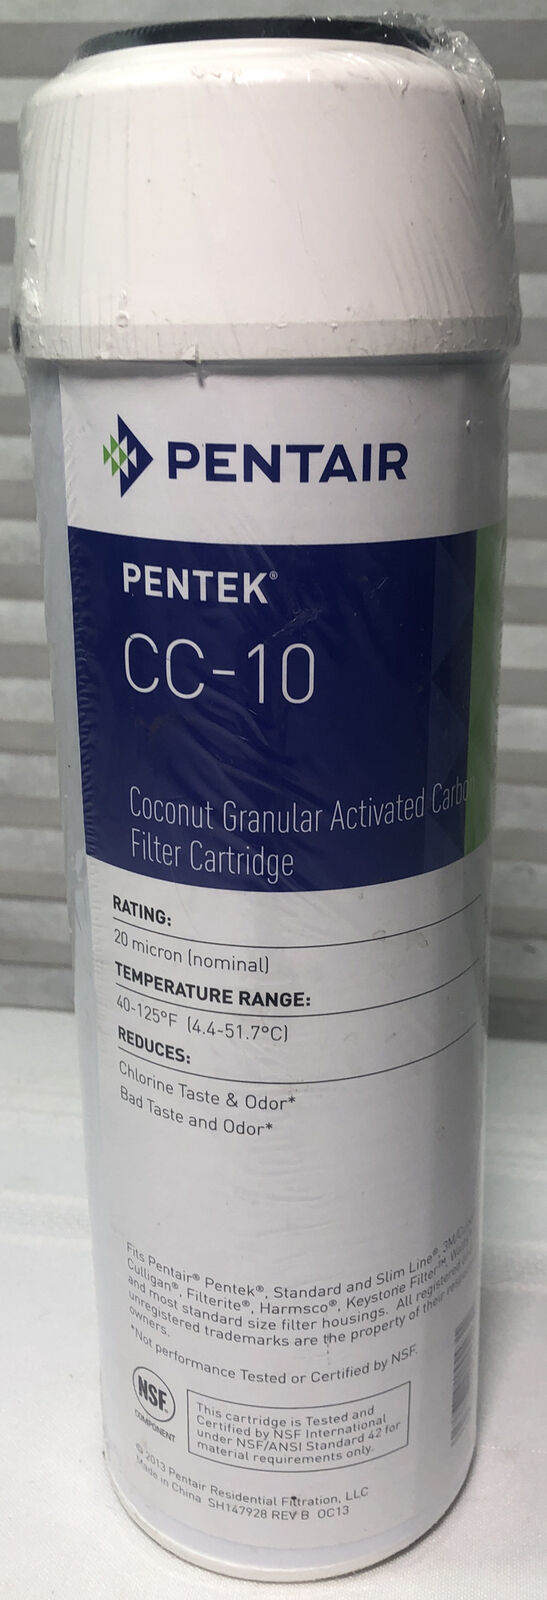 PENTAIR
PENTEK®
CC-10
Coconut Granular Activated Carbon
Filter Cartridge
RATING:
20 micron (nominal)
TEMPERATURE RANGE:
40-125°F (4.4-51.7°C)
REDUCES:
Chlorine Taste & Odor*
Bad Taste and Odor*
Fits Pentair® Pentek®, Standard and Slim Line®,
Culligan®, Filterite®, Harmsco®, Keystone Filter™,
and most standard size filter housings. All registered
unregistered trademarks are the property of their
owners.
*Not performance Tested or Certified by NSF.
NSF
COMPONENT
This cartridge is Tested and
Certified by NSF International
under NSF/ANSI Standard 42 for
material requirements only.
© 2013 Pentair Residential Filtration, LLC
Made in China SH147928 REV B OC13